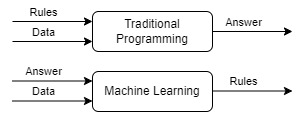 Rules
Data
Traditional
Programming
Answer
Answer
Data
Machine Learning
Rules